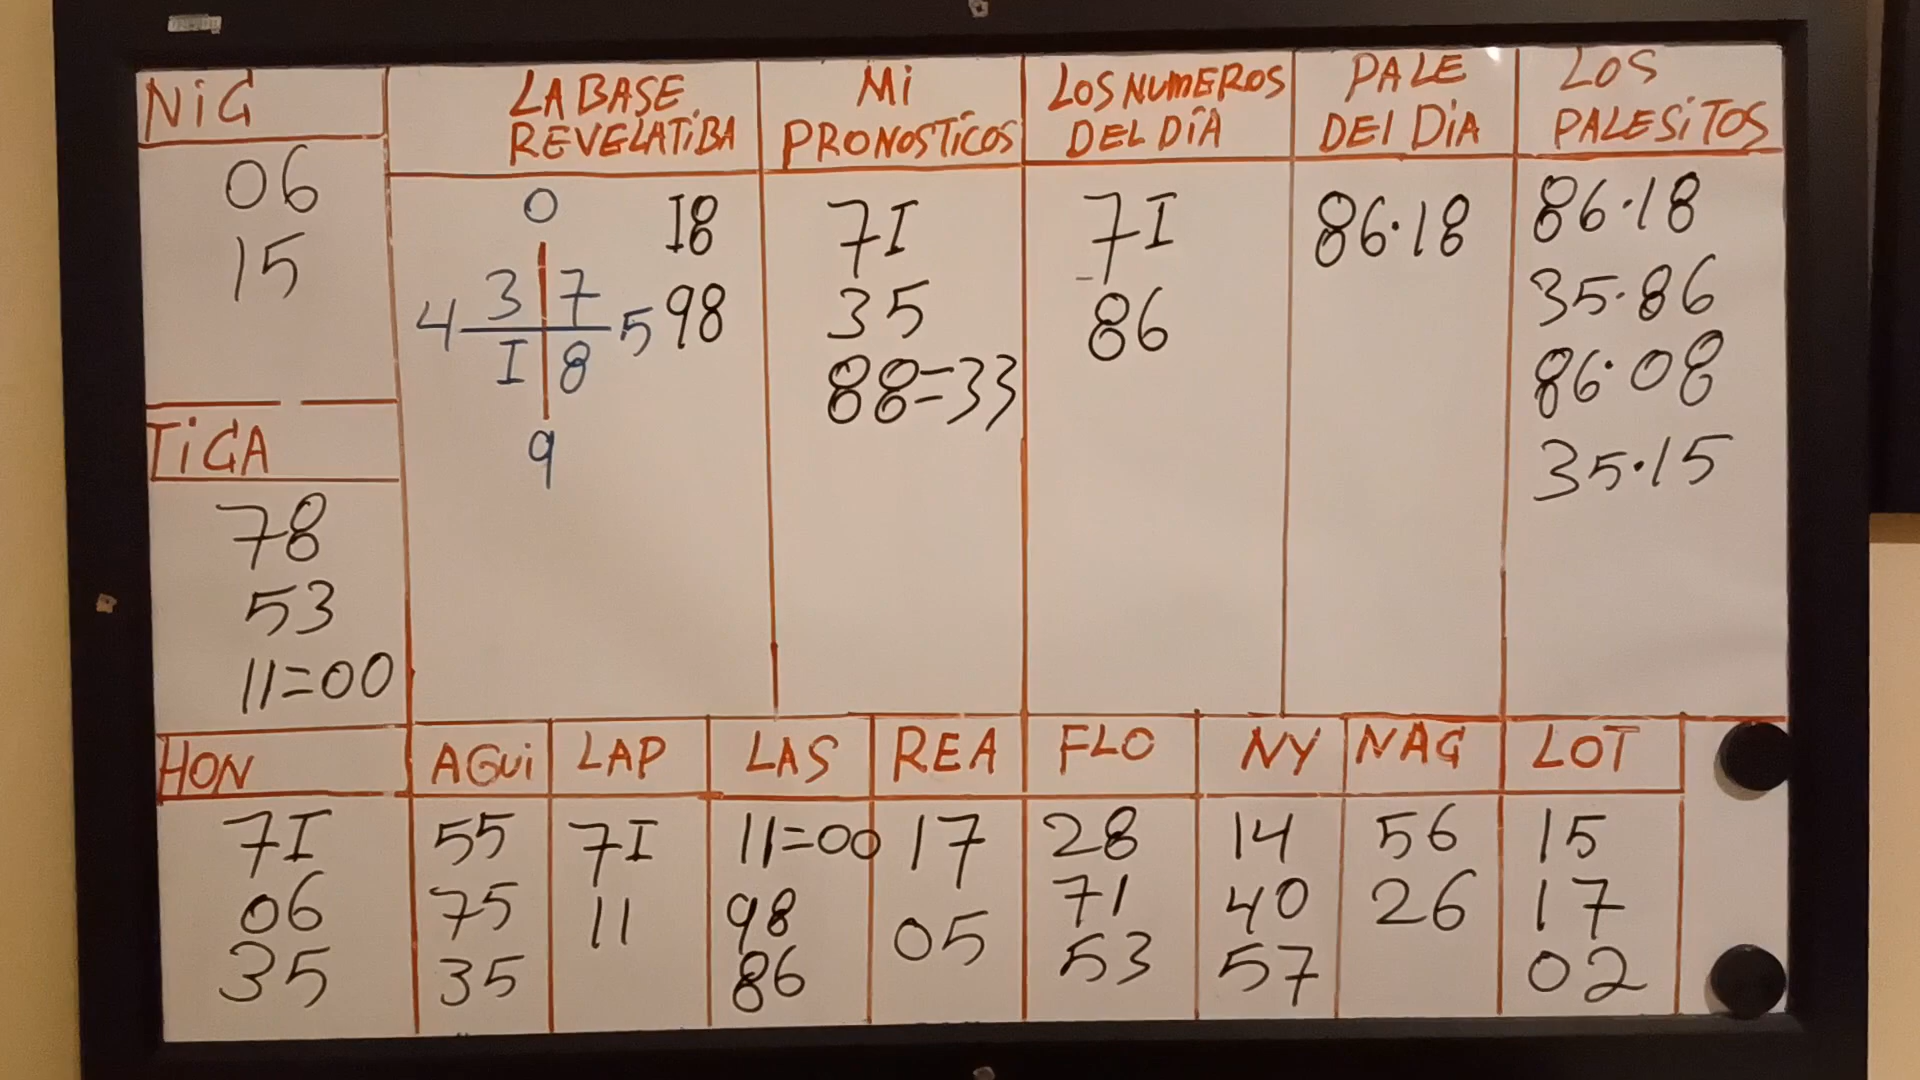 NiG
06
15
TiGA
78
53
11=00
LA BASE
REVELATiBA
0
3 7
4 5
I 8
9
I8
98
Mi
PRONOSTiCOS
7I
35
88=33
LOS NUMEROS
DEL DÍA
7I
86
PALE
DEl DiA
86·18
LOS
PALESiTOS
86·18
35·86
86·08
35·15
HON
7I
06
35
AGUi
55
75
35
LAP
7I
11
LAS
11=00
98
86
REA
17
05
FLO
28
71
53
NY
14
40
57
NAG
56
26
LOT
15
17
02